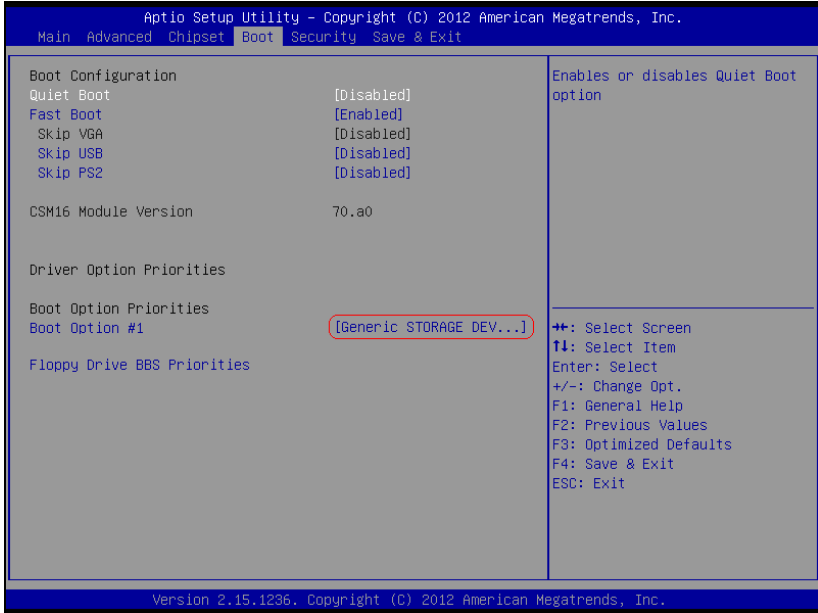 Aptio Setup Utility – Copyright (C) 2012 American Megatrends, Inc.
Main Advanced Chipset Boot Security Save & Exit
Boot Configuration
Quiet Boot [Disabled]
Fast Boot [Enabled]
Skip VGA [Disabled]
Skip USB [Disabled]
Skip PS2 [Disabled]
CSM16 Module Version 70.a0
Driver Option Priorities
Boot Option Priorities
Boot Option #1 [Generic STORAGE DEV...]
Floppy Drive BBS Priorities
Enables or disables Quiet Boot
option
→←: Select Screen
↑↓: Select Item
Enter: Select
+/-: Change Opt.
F1: General Help
F2: Previous Values
F3: Optimized Defaults
F4: Save & Exit
ESC: Exit
Version 2.15.1236. Copyright (C) 2012 American Megatrends, Inc.